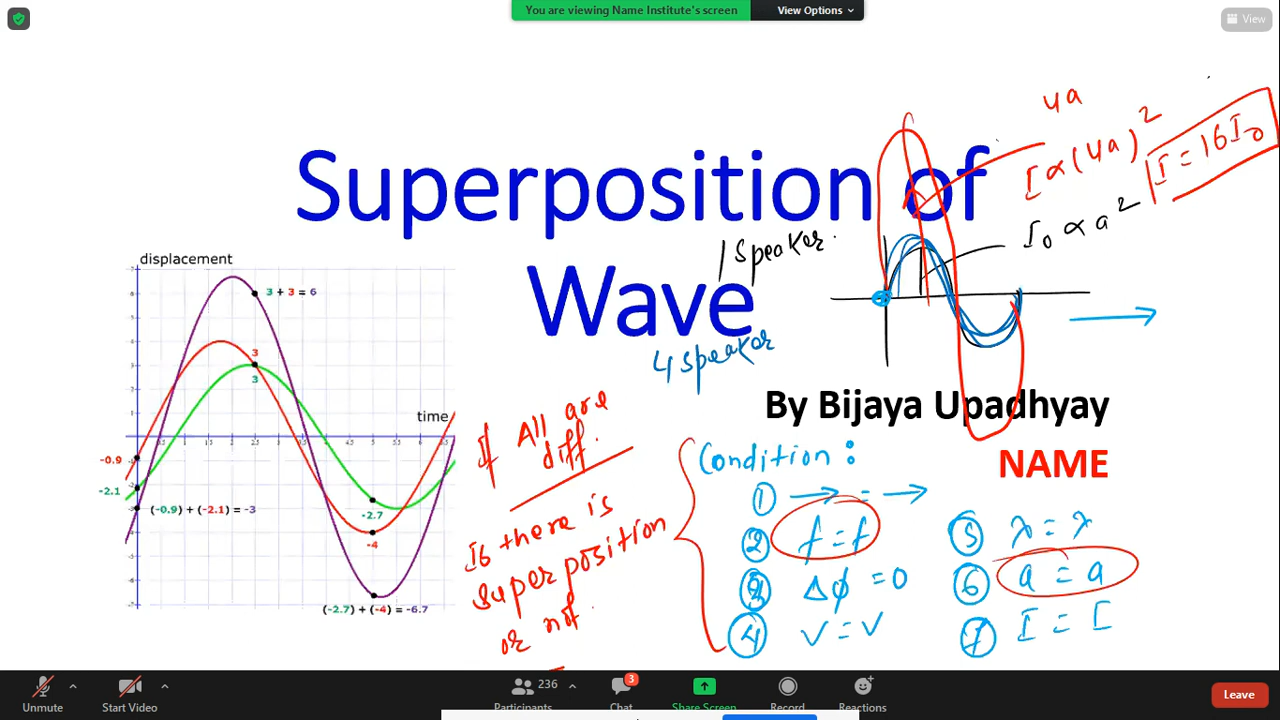 You are viewing Name Institute's screen
View Options
View
Superposition of
Wave
By Bijaya Upadhyay
NAME
4a
I ∝ (4a)²
I = 16I₀
I₀ ∝ a²
1 Speaker
4 speaker
displacement
3 + 3 = 6
3
3
time
-0.9
-2.1
(-0.9) + (-2.1) = -3
-2.7
-4
(-2.7) + (-4) = -6.7
If All are
diff.
Is there is
superposition
or not
Condition :
① → = →
② f = f
Δφ = 0
④ v = v
⑤ λ = λ
⑥ a = a
⑦ I = I
Unmute
Start Video
236
Participants
3
Chat
Share Screen
Record
Reactions
Leave